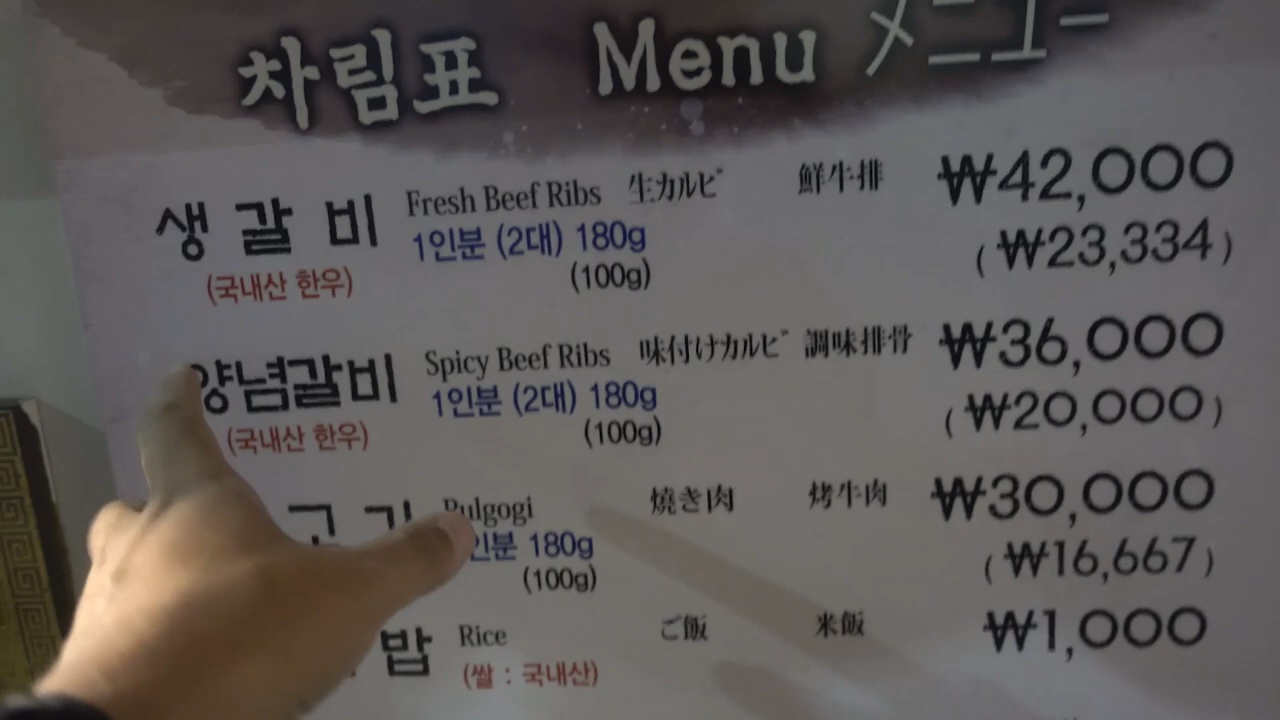 차림표 Menu メニュー
생갈비 Fresh Beef Ribs 生カルビ 鮮牛排 ₩42,000
(국내산 한우) 1인분 (2대) 180g (₩23,334)
(100g)
양념갈비 Spicy Beef Ribs 味付けカルビ 調味排骨 ₩36,000
(국내산 한우) 1인분 (2대) 180g (₩20,000)
(100g)
고기 Bulgogi 燒き肉 烤牛肉 ₩30,000
인분 180g (₩16,667)
(100g)
밥 Rice ご飯 米飯 ₩1,000
(쌀 : 국내산)